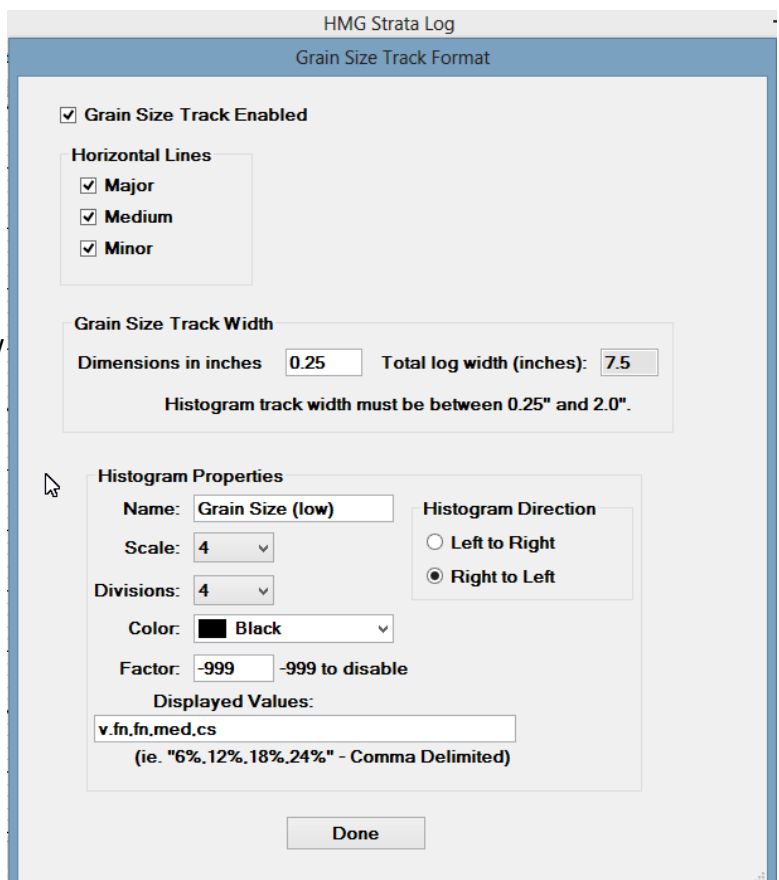 HMG Strata Log
Grain Size Track Format
Grain Size Track Enabled
Horizontal Lines
Major
Medium
Minor
Grain Size Track Width
Dimensions in inches 0.25 Total log width (inches): 7.5
Histogram track width must be between 0.25" and 2.0".
Histogram Properties
Name: Grain Size (low)
Scale: 4
Divisions: 4
Color: Black
Factor: -999 -999 to disable
Displayed Values:
v.fn,fn,med,cs
(ie. "6%,12%,18%,24%" - Comma Delimited)
Histogram Direction
Left to Right
Right to Left
Done